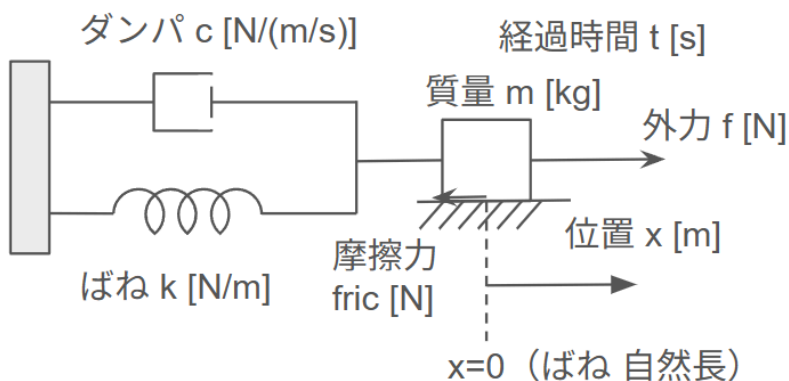 ダンパ c [N/(m/s)]
経過時間 t [s]
質量 m [kg]
外力 f [N]
位置 x [m]
摩擦力
fric [N]
ばね k [N/m]
x=0（ばね 自然長）